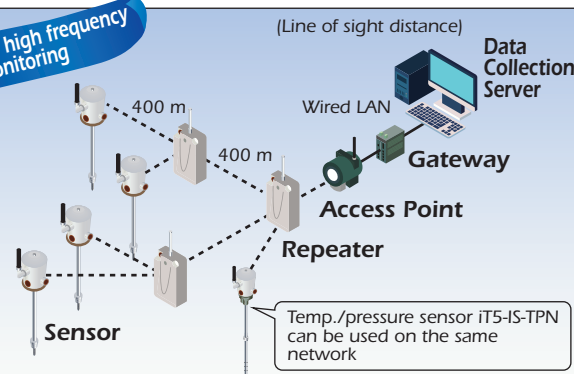 high frequency
(Line of sight distance)
Data
Collection
Server
400 m
Wired LAN
400 m
Gateway
Access Point
Repeater
Sensor
Temp./pressure sensor iT5-IS-TPN
can be used on the same
network